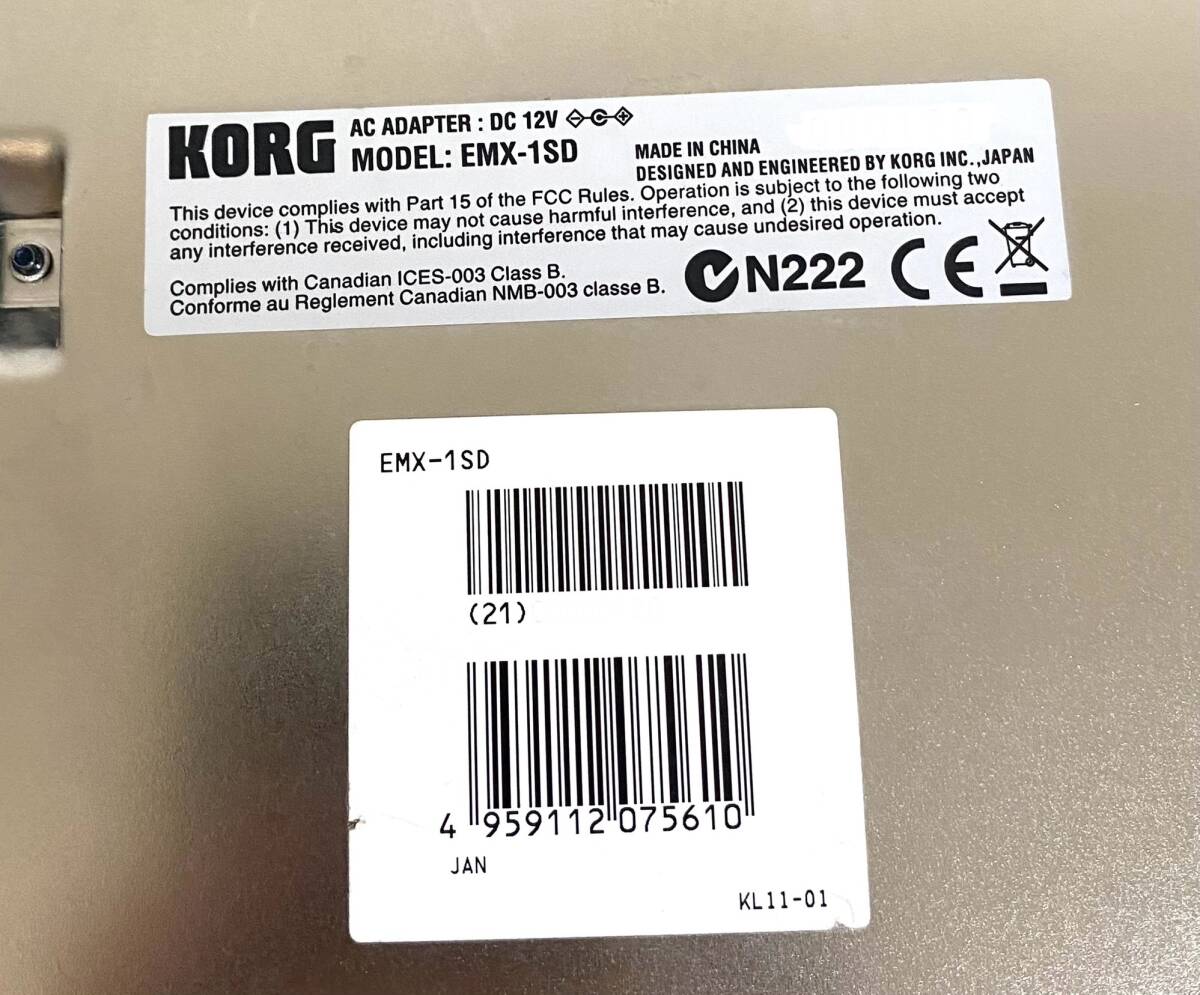 KORG
AC ADAPTER : DC 12V
MODEL: EMX-1SD
MADE IN CHINA
DESIGNED AND ENGINEERED BY KORG INC.,JAPAN
This device complies with Part 15 of the FCC Rules. Operation is subject to the following two
conditions: (1) This device may not cause harmful interference, and (2) this device must accept
any interference received, including interference that may cause undesired operation.
Complies with Canadian ICES-003 Class B.
Conforme au Reglement Canadian NMB-003 classe B.
N222 CE
EMX-1SD
(21)
4 959112 075610
JAN
KL11-01